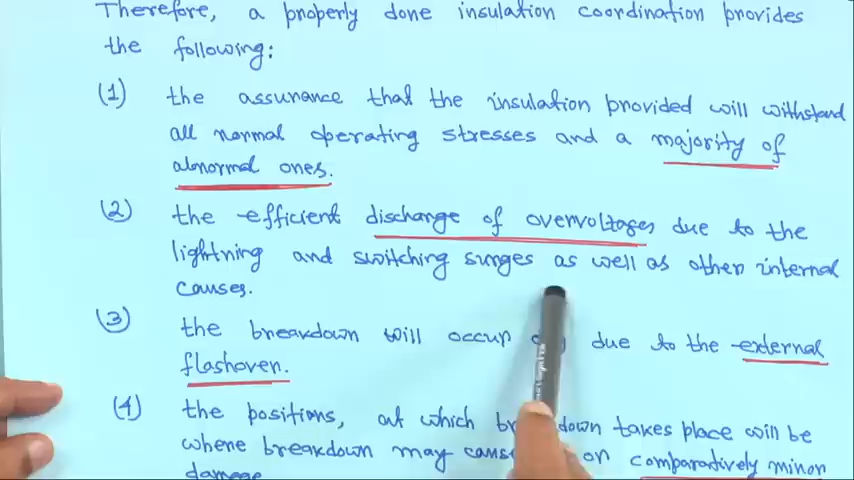 Therefore, a properly done insulation coordination provides
the following:
(1) the assurance that the insulation provided will withstand
all normal operating stresses and a majority of
abnormal ones.
(2) the efficient discharge of overvoltages due to the
lightning and switching surges as well as other internal
causes.
(3) the breakdown will occur due to the external
flashover.
(4) the positions, at which breakdown takes place will be
where breakdown may cause on comparatively minor
damage